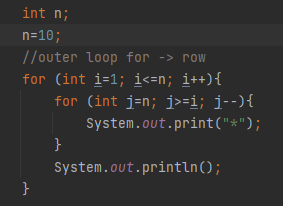 int n;
n=10;
//outer loop for -> row
for (int i=1; i<=n; i++){
    for (int j=n; j>=i; j--){
        System.out.print("*");
    }
    System.out.println();
}